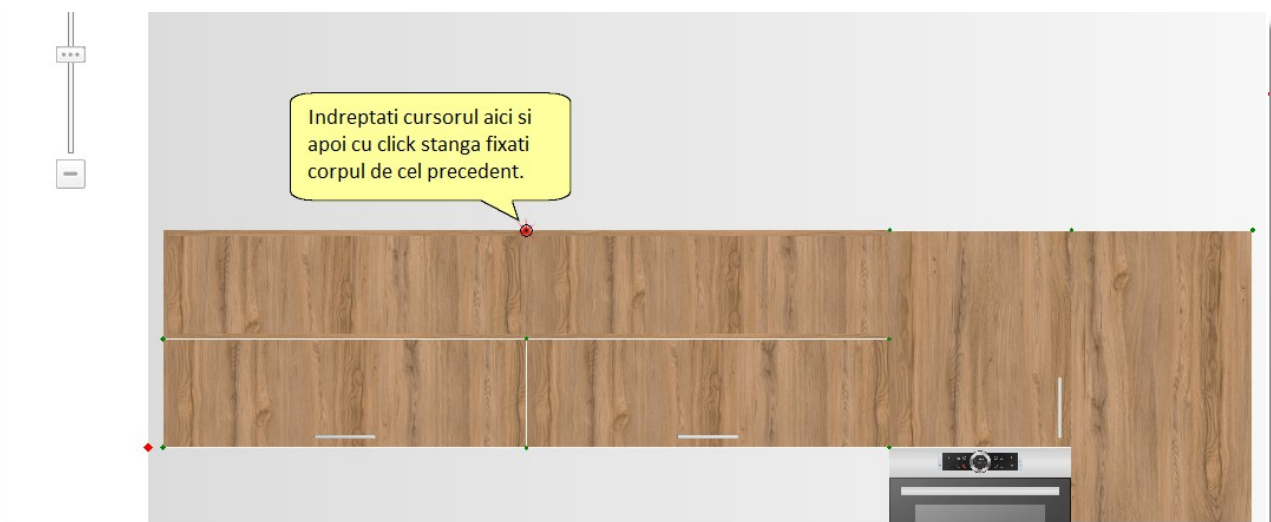 Indreptati cursorul aici si
apoi cu click stanga fixati
corpul de cel precedent.